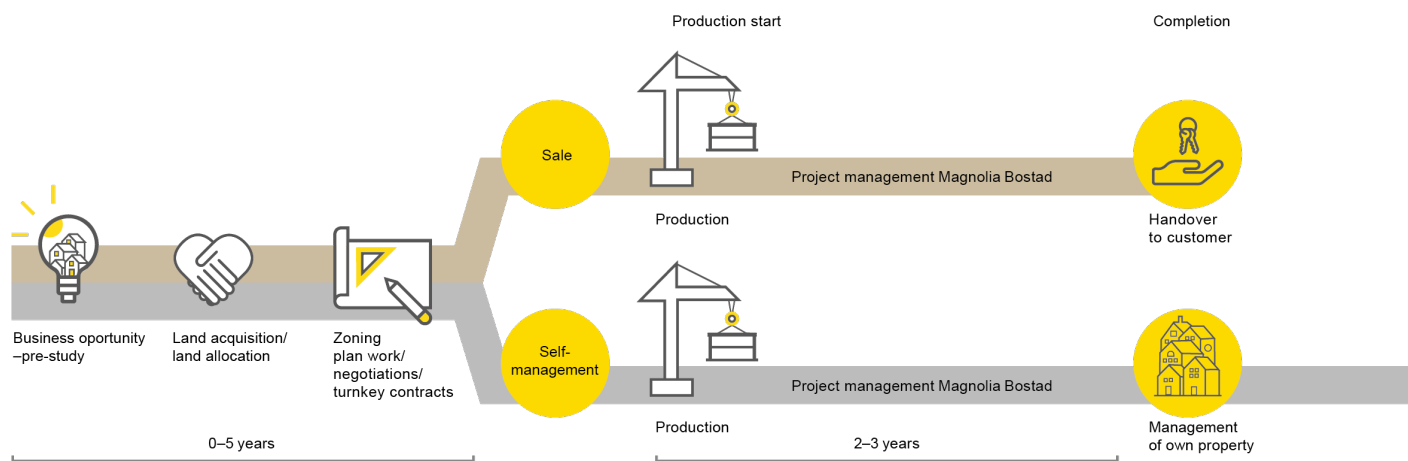 Production start
Completion
Sale
Project management Magnolia Bostad
Production
Handover
to customer
Business oportunity
–pre-study
Land acquisition/
land allocation
Zoning
plan work/
negotiations/
turnkey contracts
Self-
management
Project management Magnolia Bostad
Production
Management
of own property
0–5 years
2–3 years